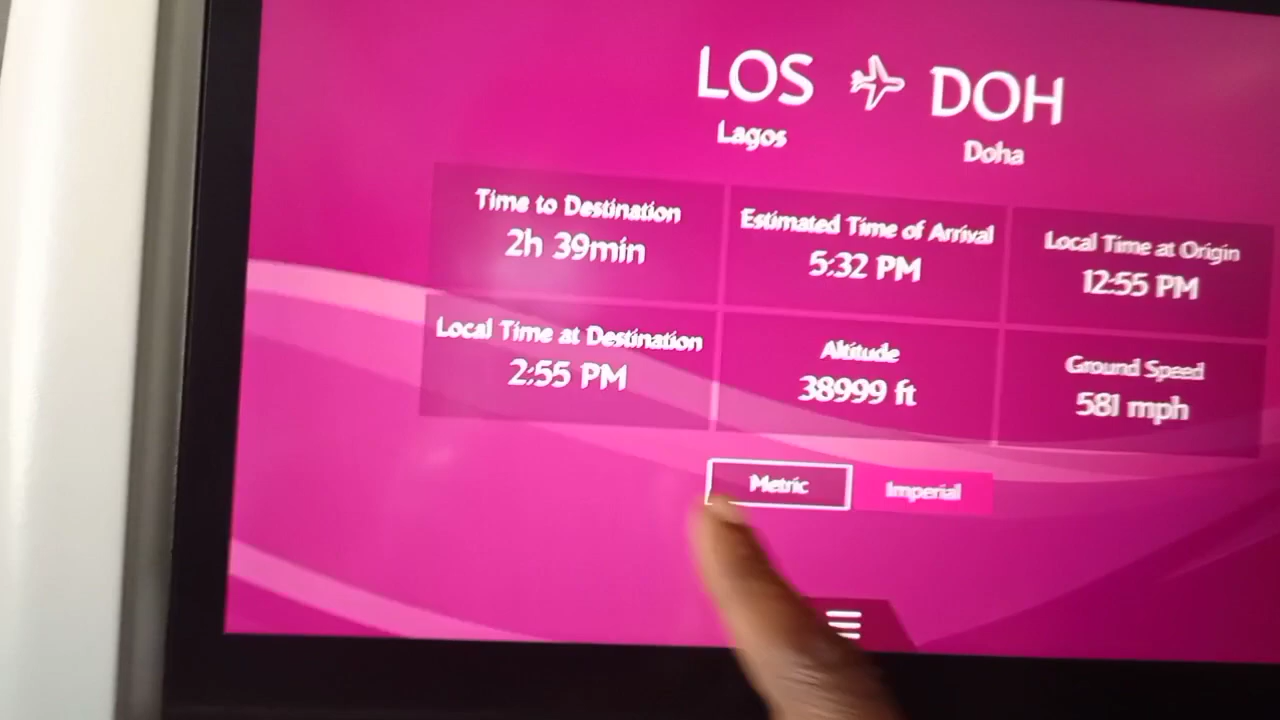 LOS DOH
Lagos Doha
Time to Destination
2h 39min
Estimated Time of Arrival
5:32 PM
Local Time at Origin
12:55 PM
Local Time at Destination
2:55 PM
Altitude
38999 ft
Ground Speed
581 mph
Metric Imperial